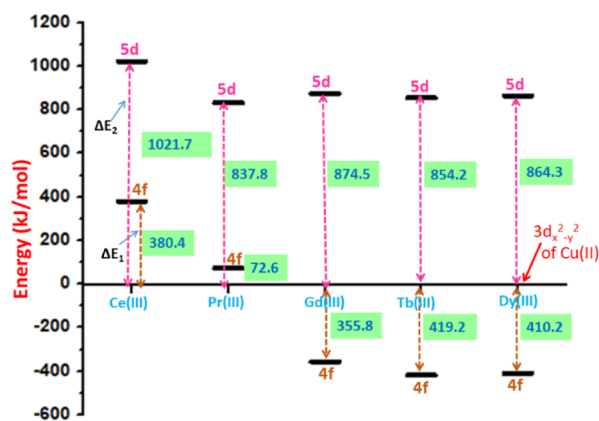 1200
1000
800
600
400
200
0
-200
-400
-600
Energy (kJ/mol)
5d
5d
5d
5d
5d
ΔE₂
1021.7
837.8
874.5
854.2
864.3
4f
ΔE₁
380.4
4f
72.6
3dₓ²₋ᵧ²
of Cu(II)
Ce(III)
Pr(III)
Gd(III)
Tb(III)
Dy(III)
355.8
419.2
410.2
4f
4f
4f